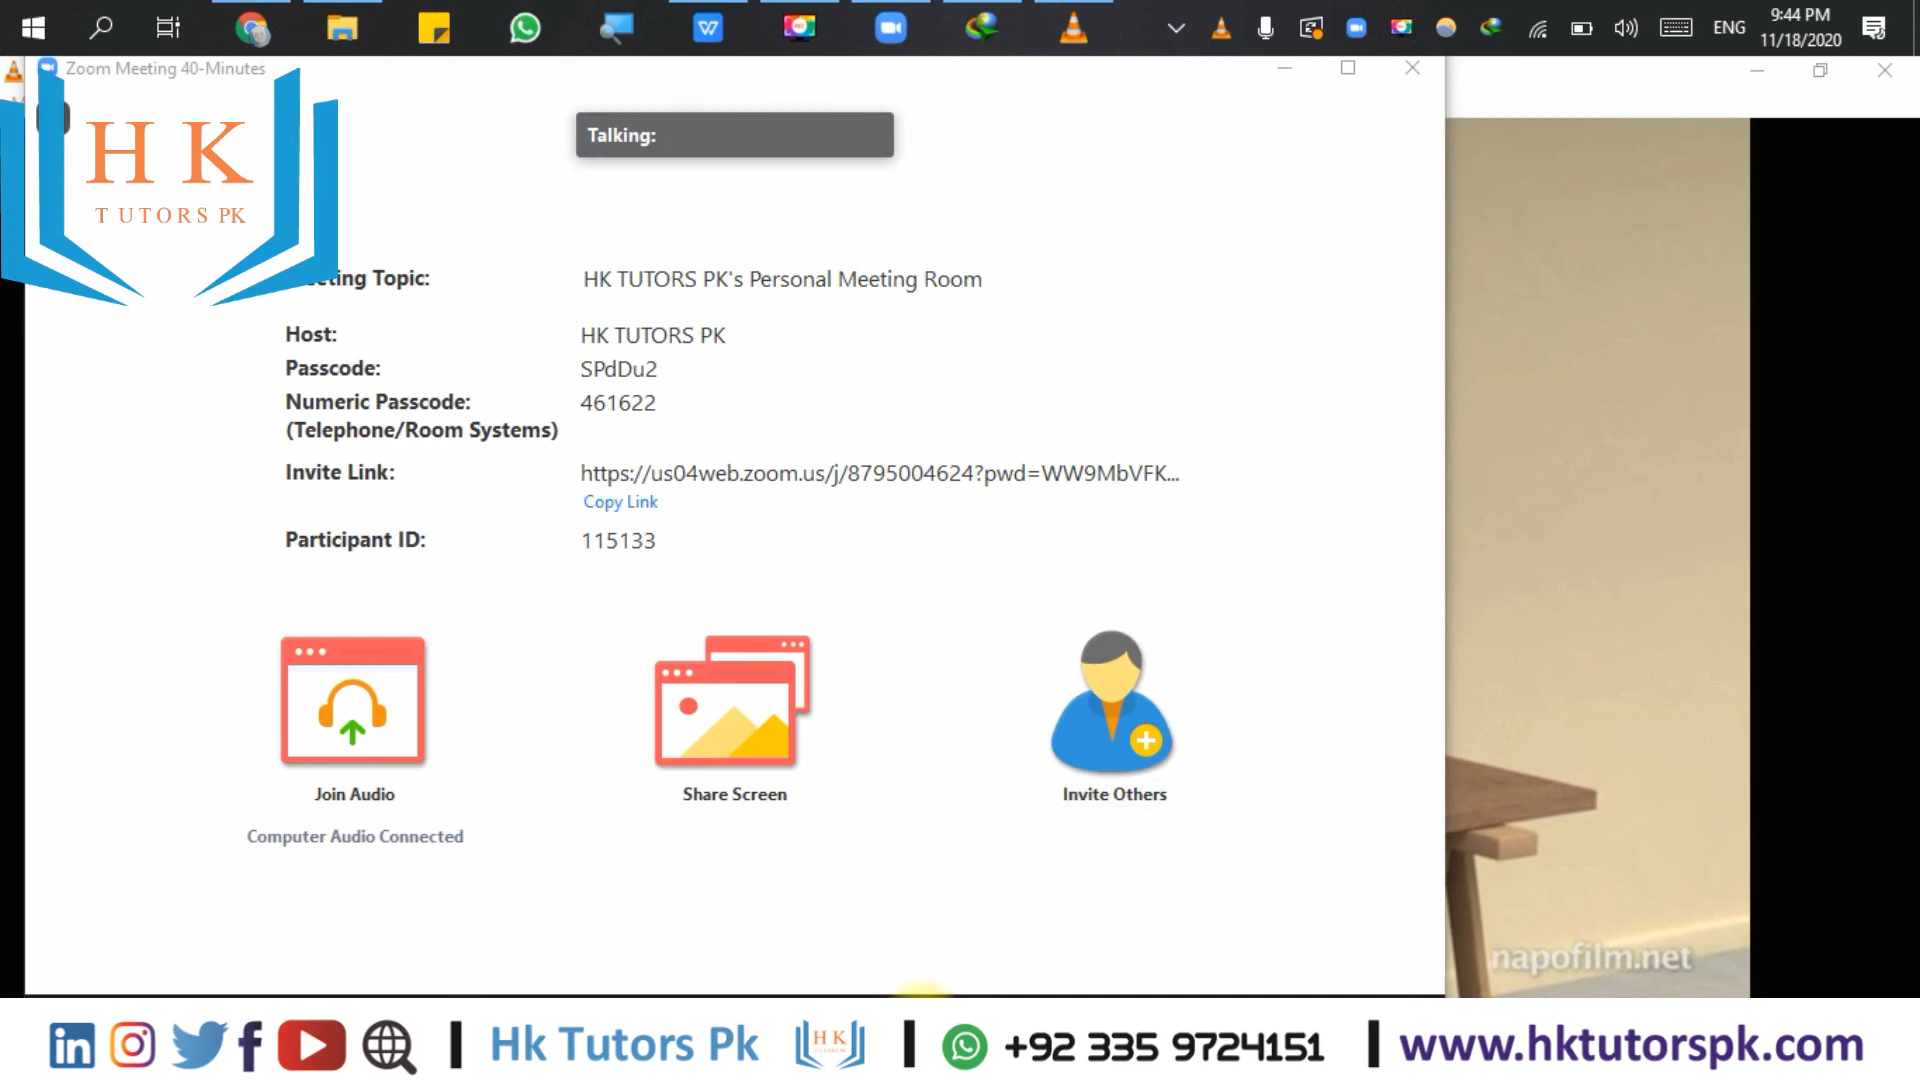 ENG
9:44 PM
11/18/2020
Zoom Meeting 40-Minutes
H K
TUTORS PK
Talking:
ting Topic: HK TUTORS PK's Personal Meeting Room
Host: HK TUTORS PK
Passcode: SPdDu2
Numeric Passcode: 461622
(Telephone/Room Systems)
Invite Link: https://us04web.zoom.us/j/8795004624?pwd=WW9MbVFK...
Copy Link
Participant ID: 115133
Join Audio
Share Screen
Invite Others
Computer Audio Connected
napofilm.net
in Hk Tutors Pk HK +92 335 9724151 www.hktutorspk.com